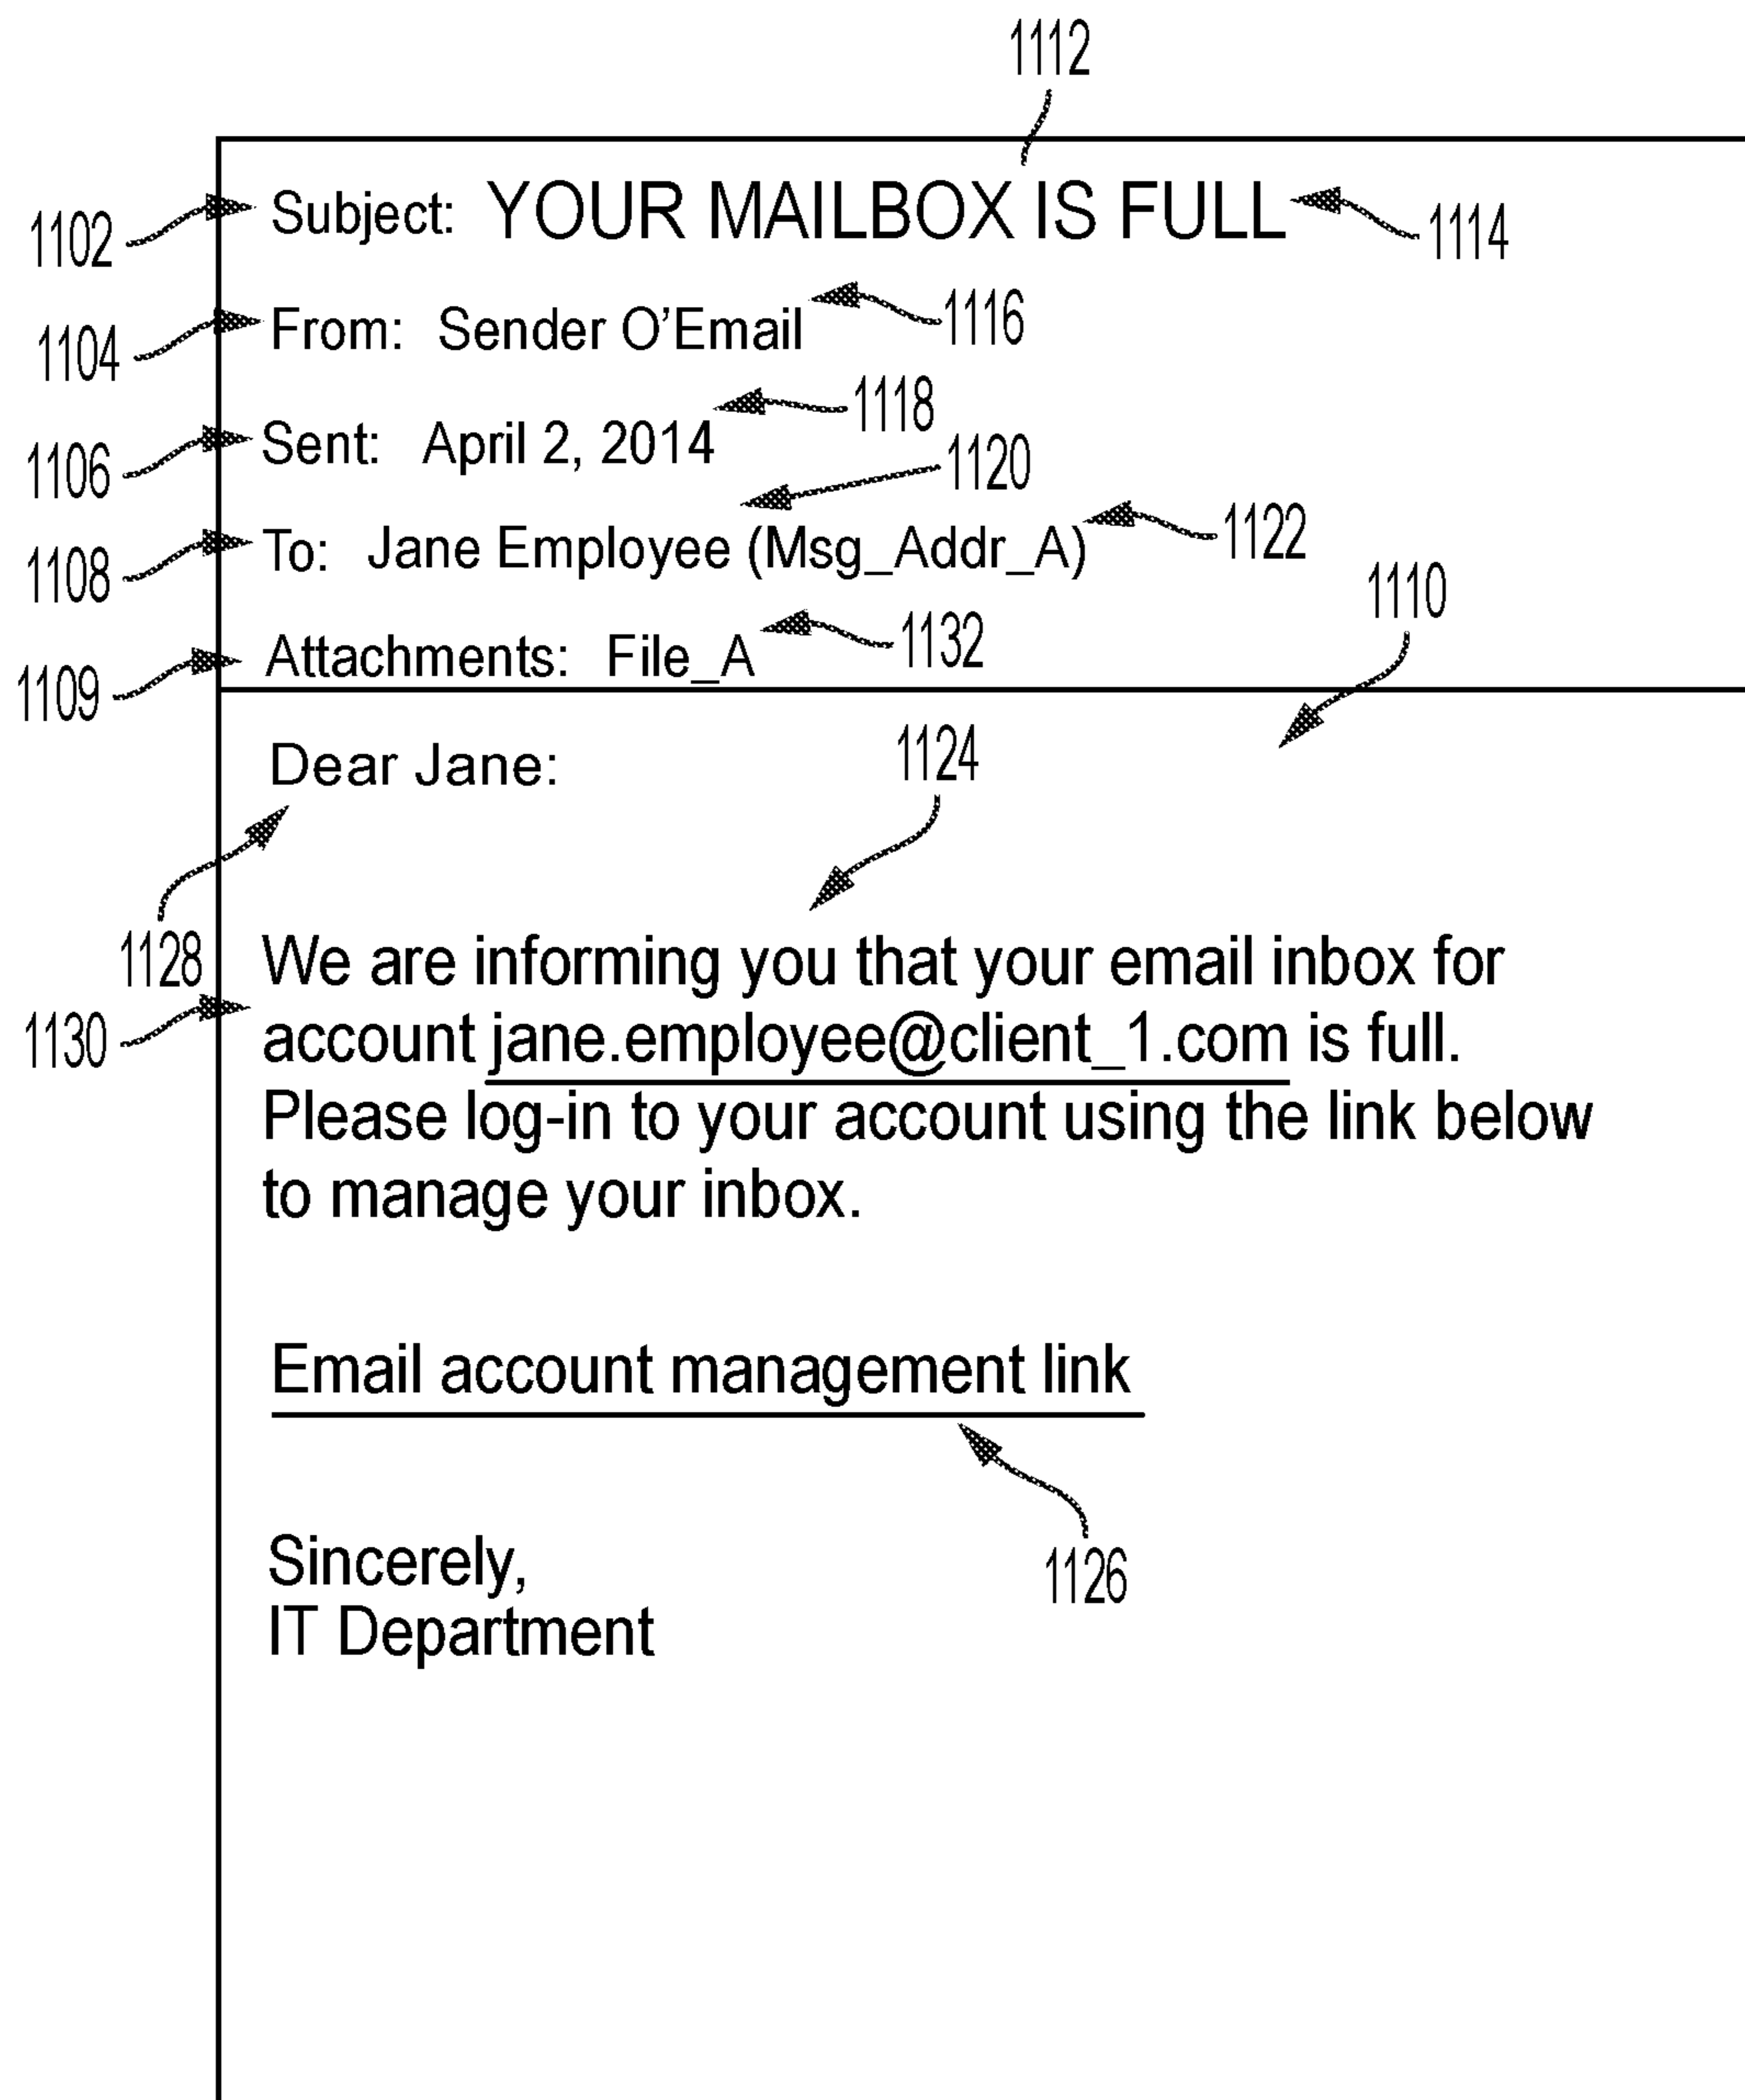 1112
1102 Subject: YOUR MAILBOX IS FULL 1114
1104 From: Sender O'Email 1116
1106 Sent: April 2, 2014 1118
1120
1108 To: Jane Employee (Msg_Addr_A) 1122
1110
1109 Attachments: File_A 1132
Dear Jane: 1124
1128 We are informing you that your email inbox for
1130 account jane.employee@client_1.com is full.
Please log-in to your account using the link below
to manage your inbox.
Email account management link
1126
Sincerely,
IT Department